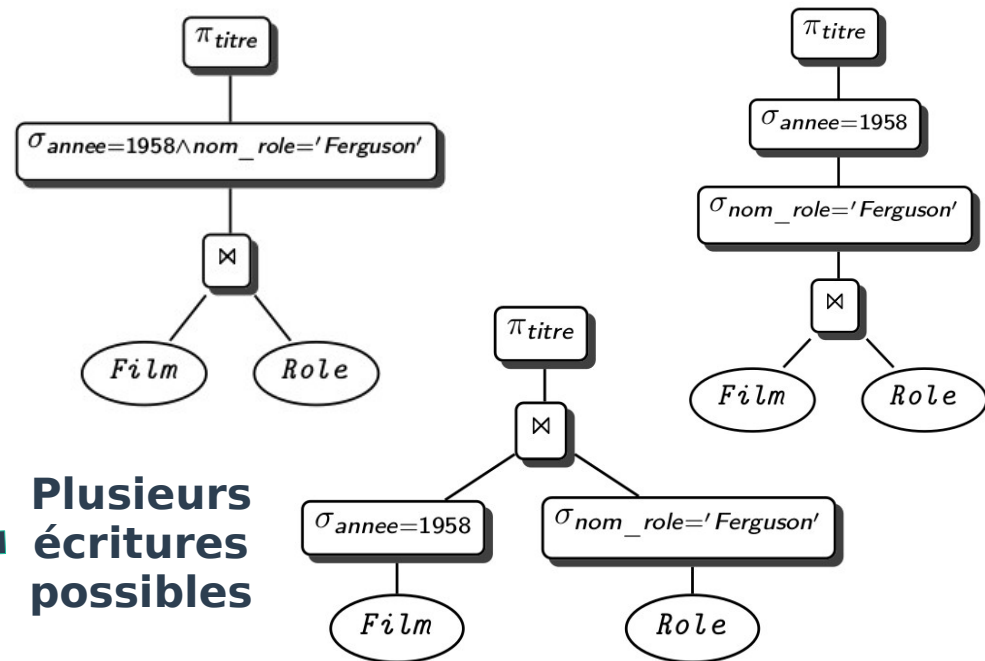 π titre
σ annee=1958∧nom_role='Ferguson'
⋈
Film Role
π titre
σ annee=1958
σ nom_role='Ferguson'
⋈
Film Role
π titre
⋈
σ annee=1958 σ nom_role='Ferguson'
Film Role
Plusieurs
écritures
possibles